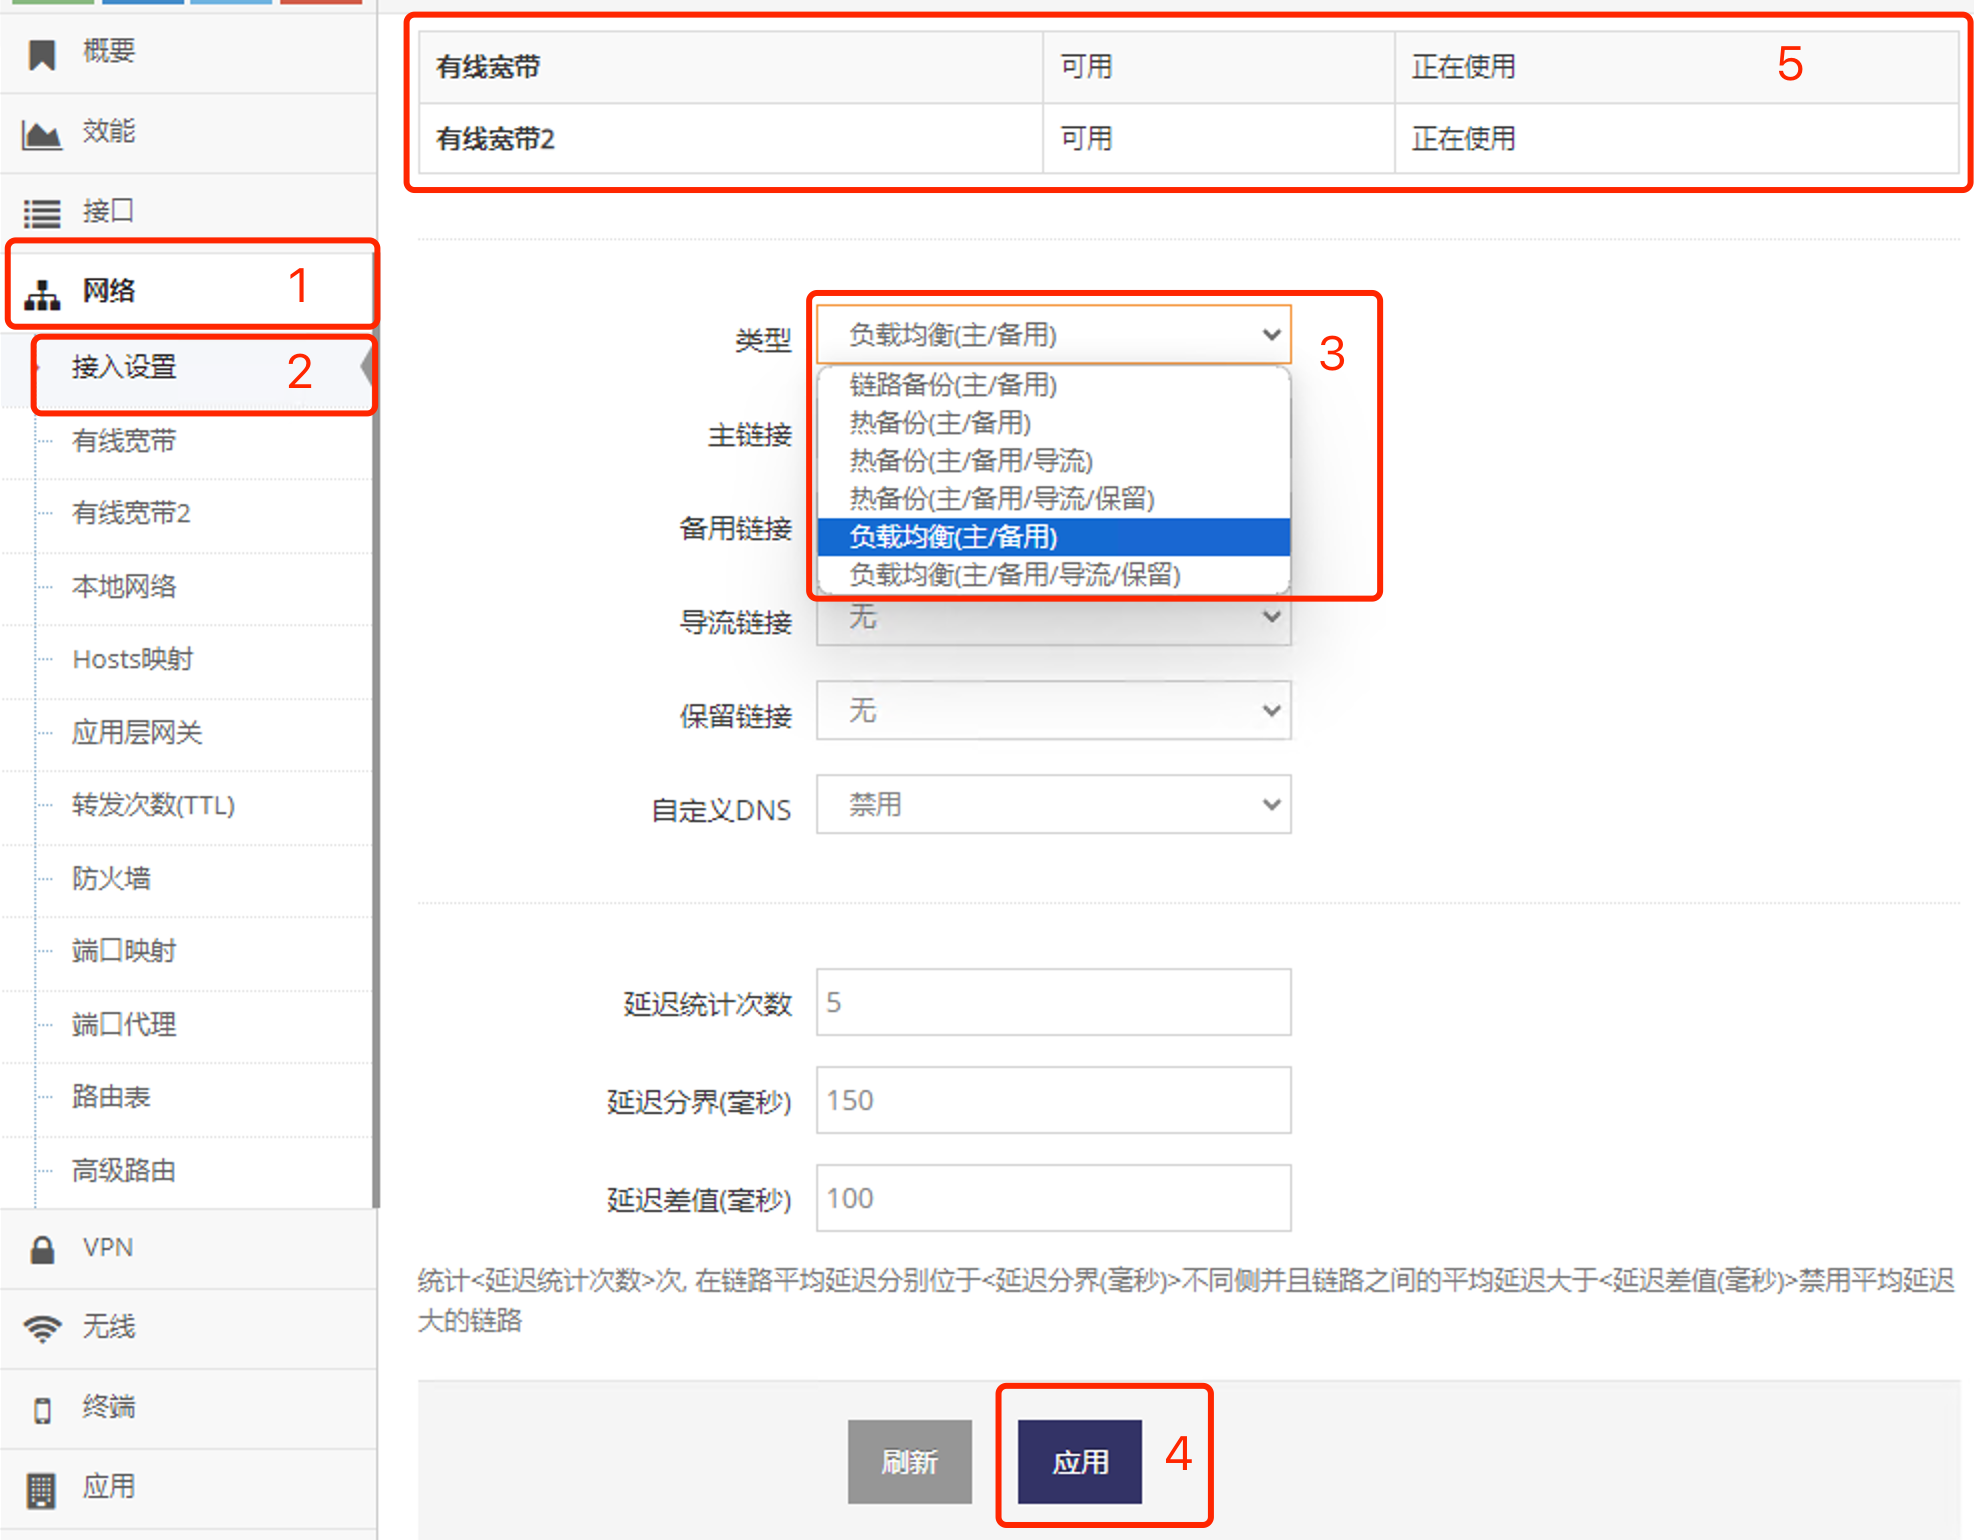 概要
效能
接口
网络 1
接入设置 2
有线宽带
有线宽带2
本地网络
Hosts映射
应用层网关
转发次数(TTL)
防火墙
端口映射
端口代理
路由表
高级路由
VPN
无线
终端
应用
有线宽带 可用 正在使用 5
有线宽带2 可用 正在使用
类型 负载均衡(主/备用) 3
链路备份(主/备用)
热备份(主/备用)
热备份(主/备用/导流)
热备份(主/备用/导流/保留)
负载均衡(主/备用)
负载均衡(主/备用/导流/保留)
主链接
备用链接
导流链接 无
保留链接 无
自定义DNS 禁用
延迟统计次数 5
延迟分界(毫秒) 150
延迟差值(毫秒) 100
统计<延迟统计次数>次, 在链路平均延迟分别位于<延迟分界(毫秒)>不同侧并且链路之间的平均延迟大于<延迟差值(毫秒)>禁用平均延迟
大的链路
刷新 应用 4